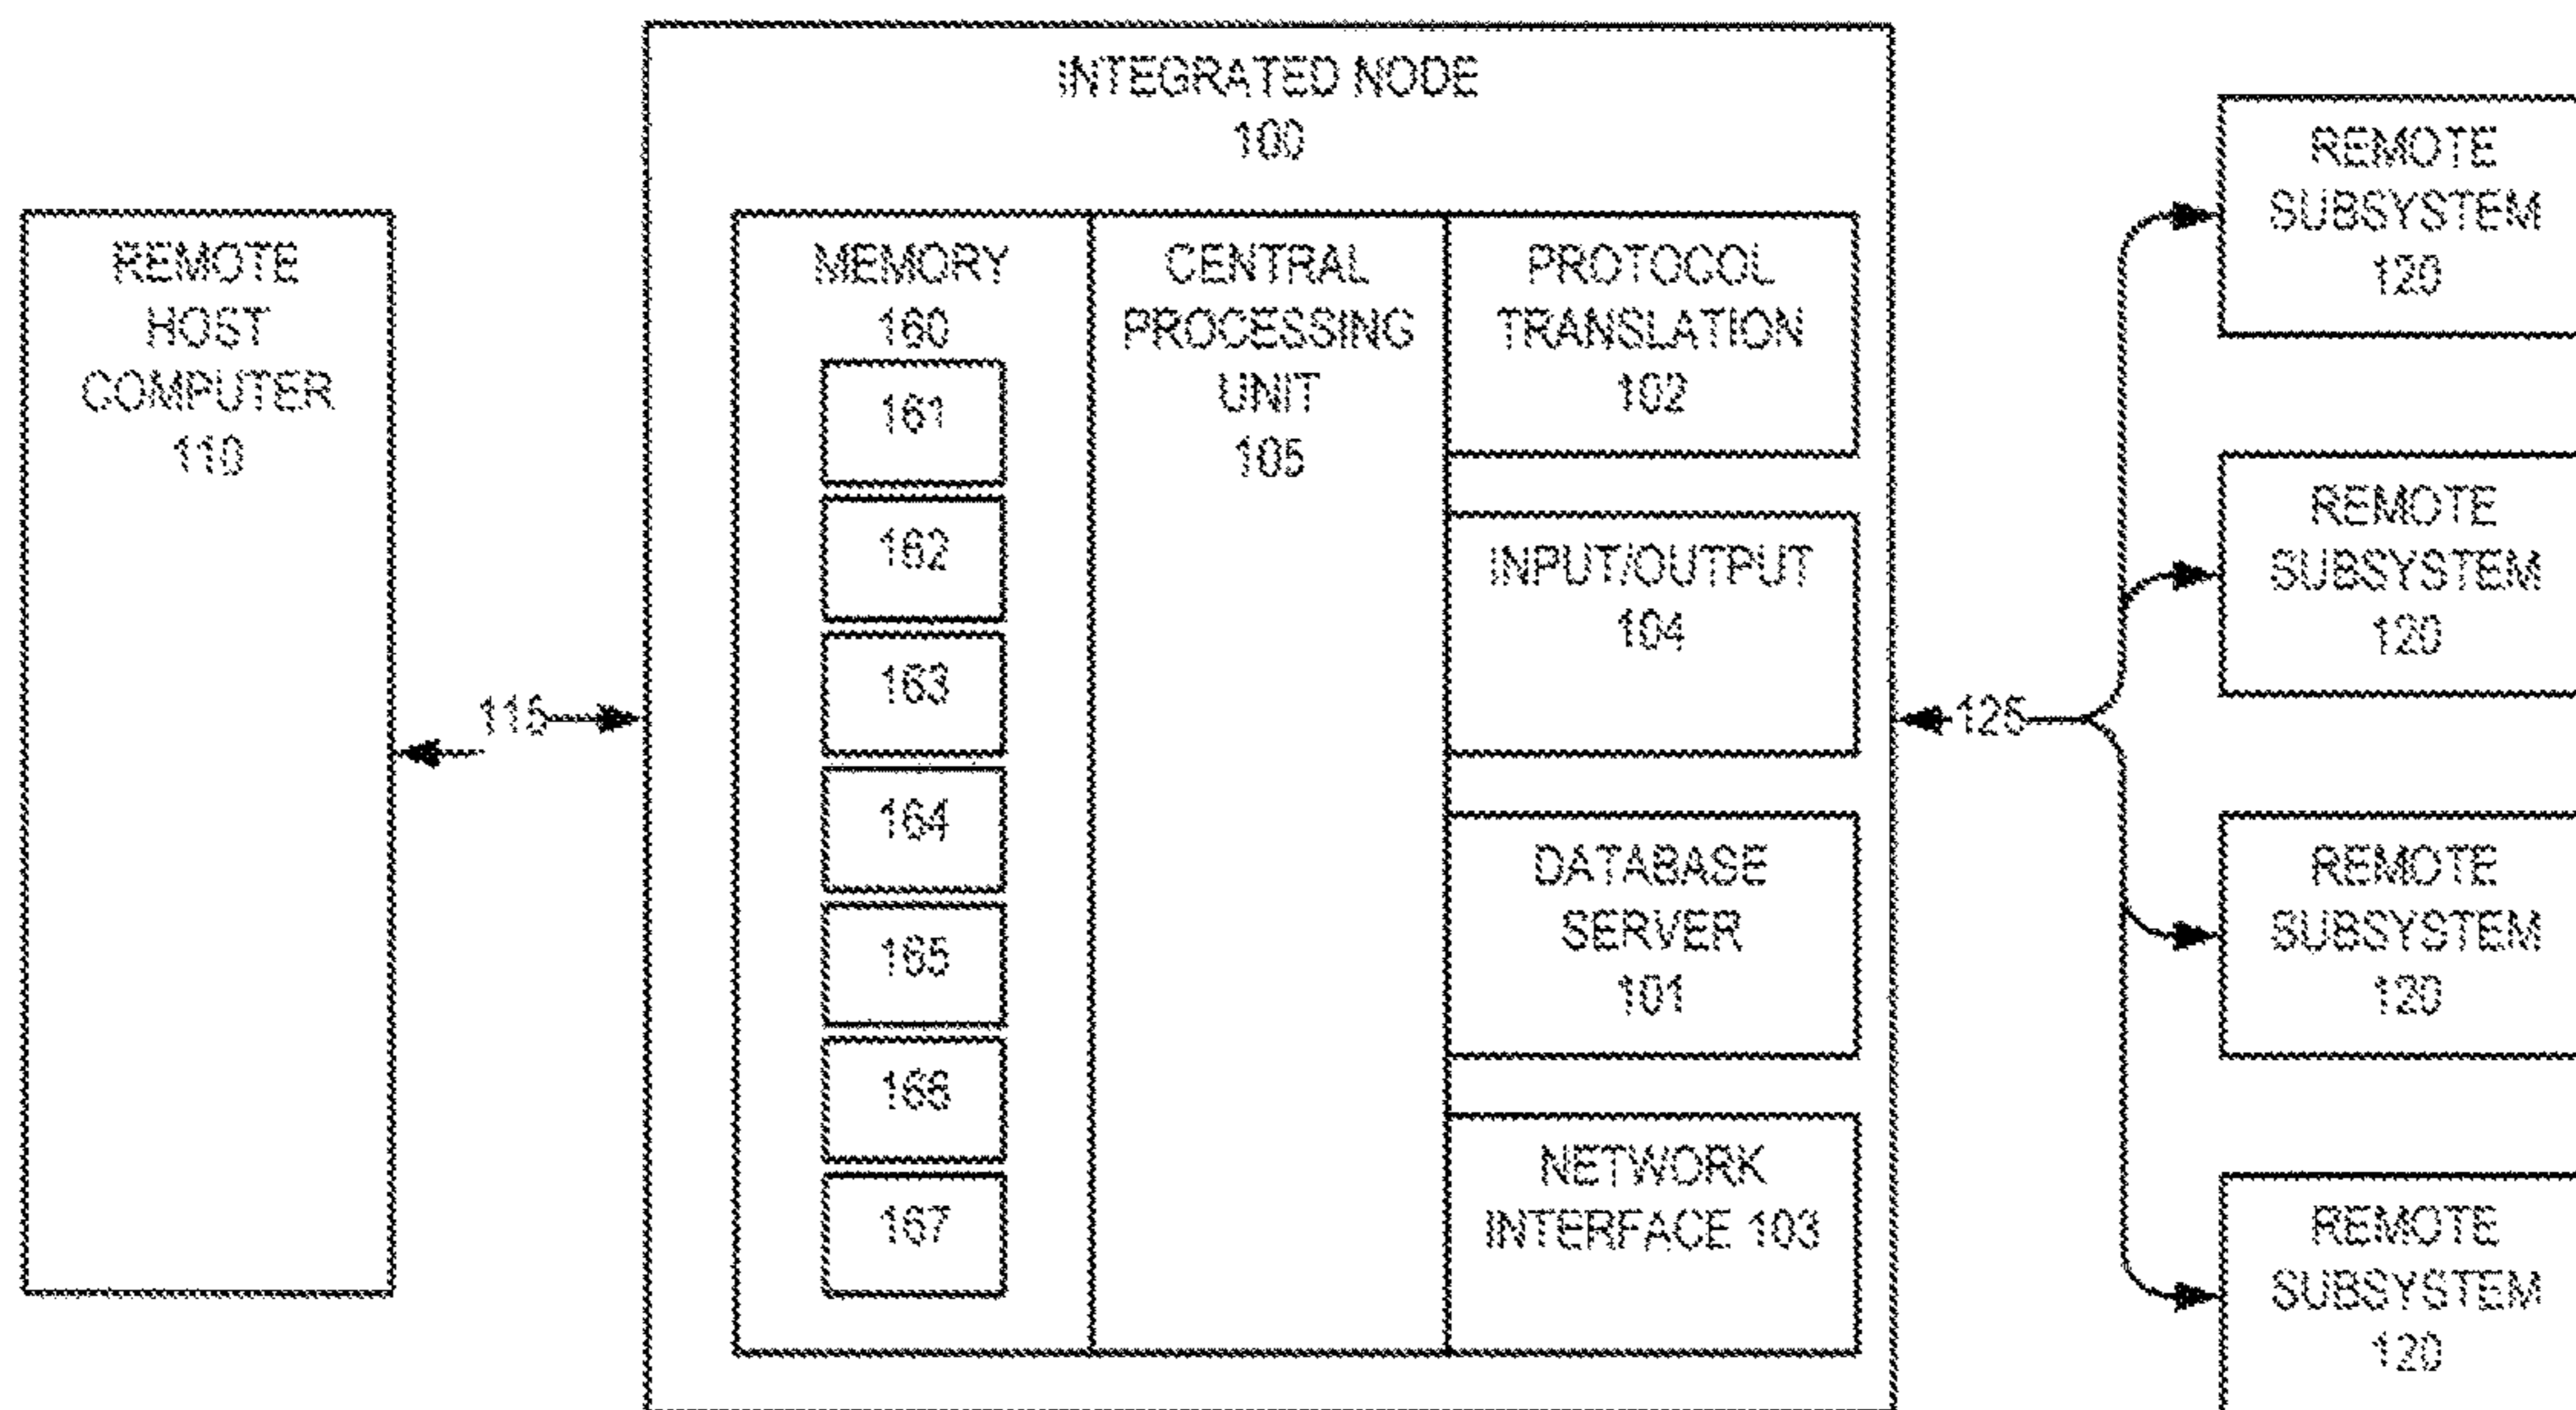 INTEGRATED NODE
100
REMOTE
HOST
COMPUTER
110
115
MEMORY
160
161
162
163
164
165
166
167
CENTRAL
PROCESSING
UNIT
105
PROTOCOL
TRANSLATION
102
INPUT/OUTPUT
104
DATABASE
SERVER
101
NETWORK
INTERFACE 103
125
REMOTE
SUBSYSTEM
120
REMOTE
SUBSYSTEM
120
REMOTE
SUBSYSTEM
120
REMOTE
SUBSYSTEM
120